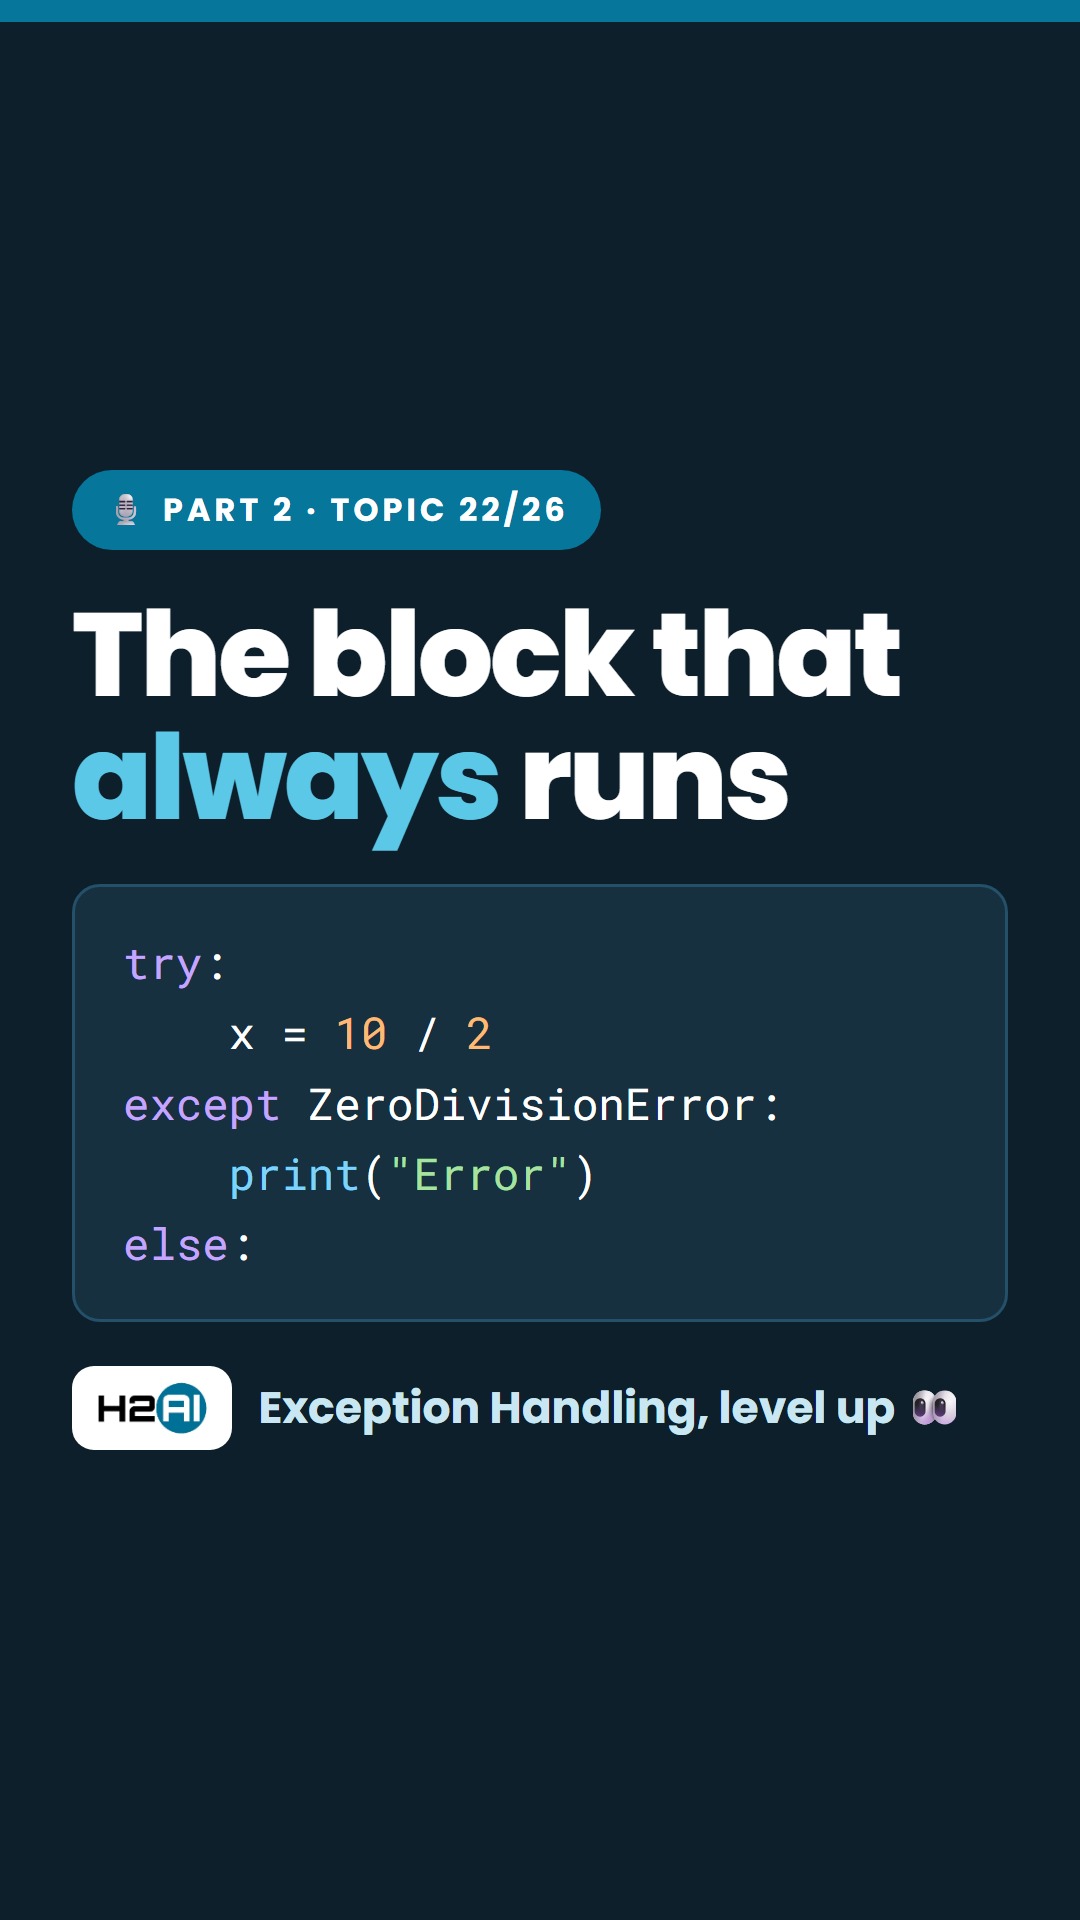 🎙️ PART 2 · TOPIC 22/26
The block that
always runs
try:
    x = 10 / 2
except ZeroDivisionError:
    print("Error")
else:
H2AI Exception Handling, level up 👀